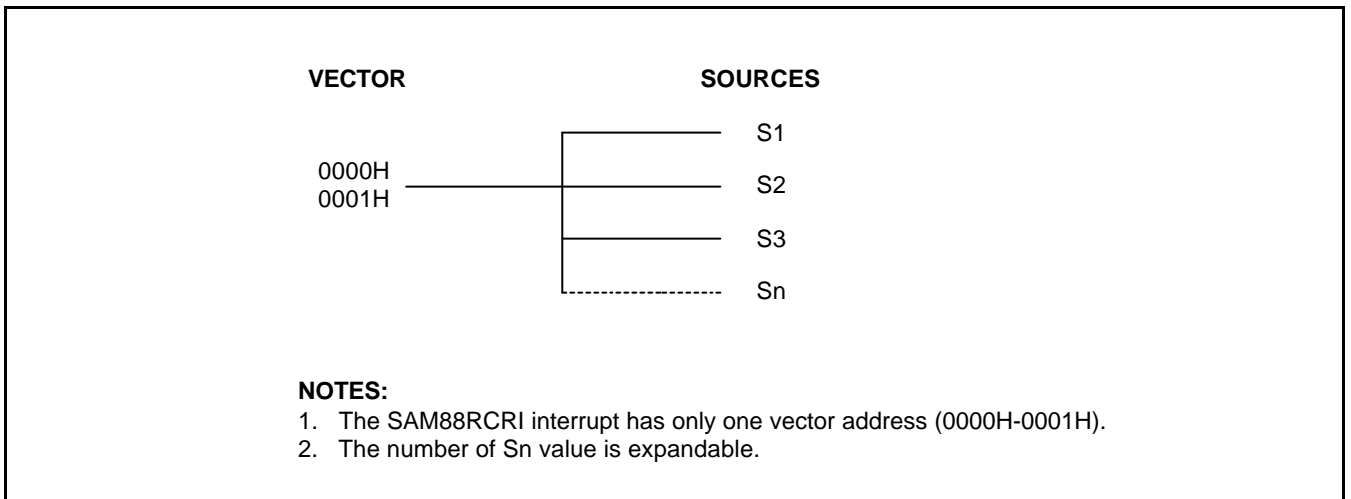 VECTOR SOURCES
S1
0000H
0001H
S2
S3
Sn
NOTES:
1. The SAM88RCRI interrupt has only one vector address (0000H-0001H).
2. The number of Sn value is expandable.